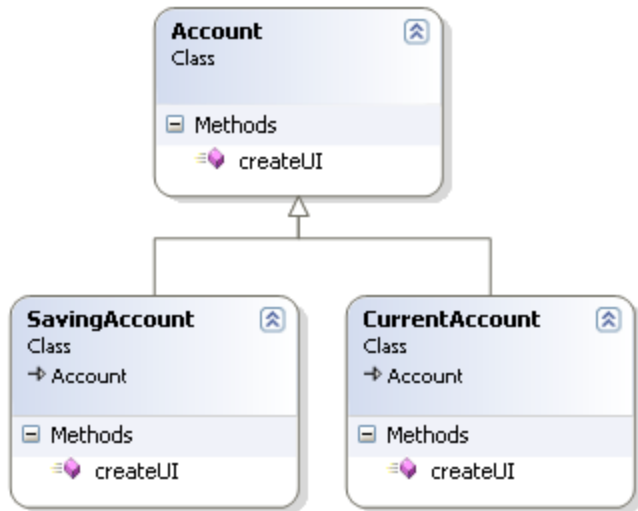 Account
Class
Methods
createUI
SavingAccount
Class
Account
Methods
createUI
CurrentAccount
Class
Account
Methods
createUI